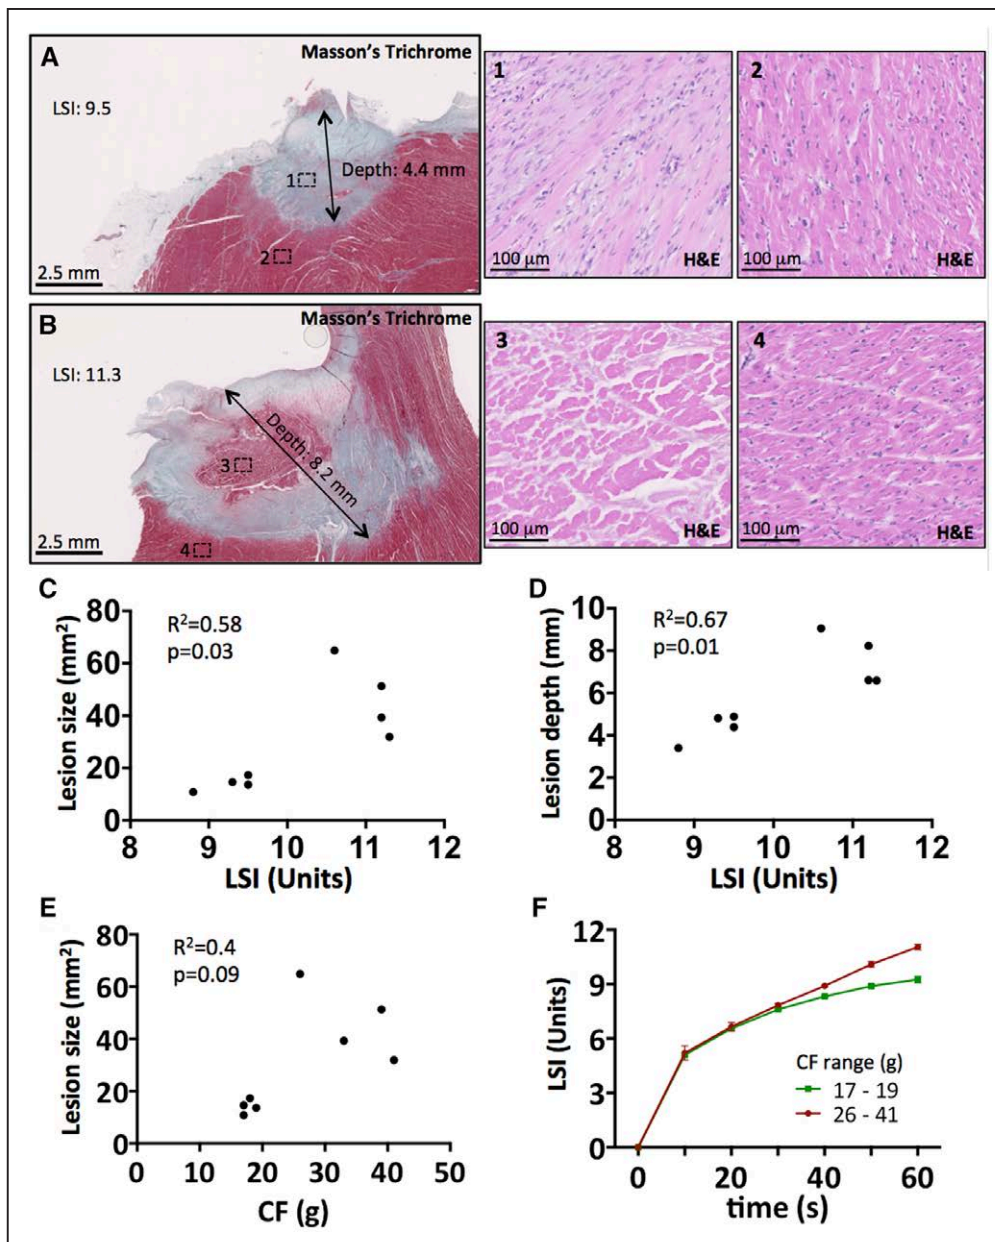 A
Masson's Trichrome
LSI: 9.5
Depth: 4.4 mm
1
2
2.5 mm
1
100 µm
H&E
2
100 µm
H&E
B
Masson's Trichrome
LSI: 11.3
Depth: 8.2 mm
3
4
2.5 mm
3
100 µm
H&E
4
100 µm
H&E
C
R²=0.58
p=0.03
Lesion size (mm²)
80
60
40
20
0
8 9 10 11 12
LSI (Units)
D
R²=0.67
p=0.01
Lesion depth (mm)
10
8
6
4
2
0
8 9 10 11 12
LSI (Units)
E
R²=0.4
p=0.09
Lesion size (mm²)
80
60
40
20
0
0 10 20 30 40 50
CF (g)
F
LSI (Units)
12
9
6
3
0
CF range (g)
17 - 19
26 - 41
0 20 40 60
time (s)